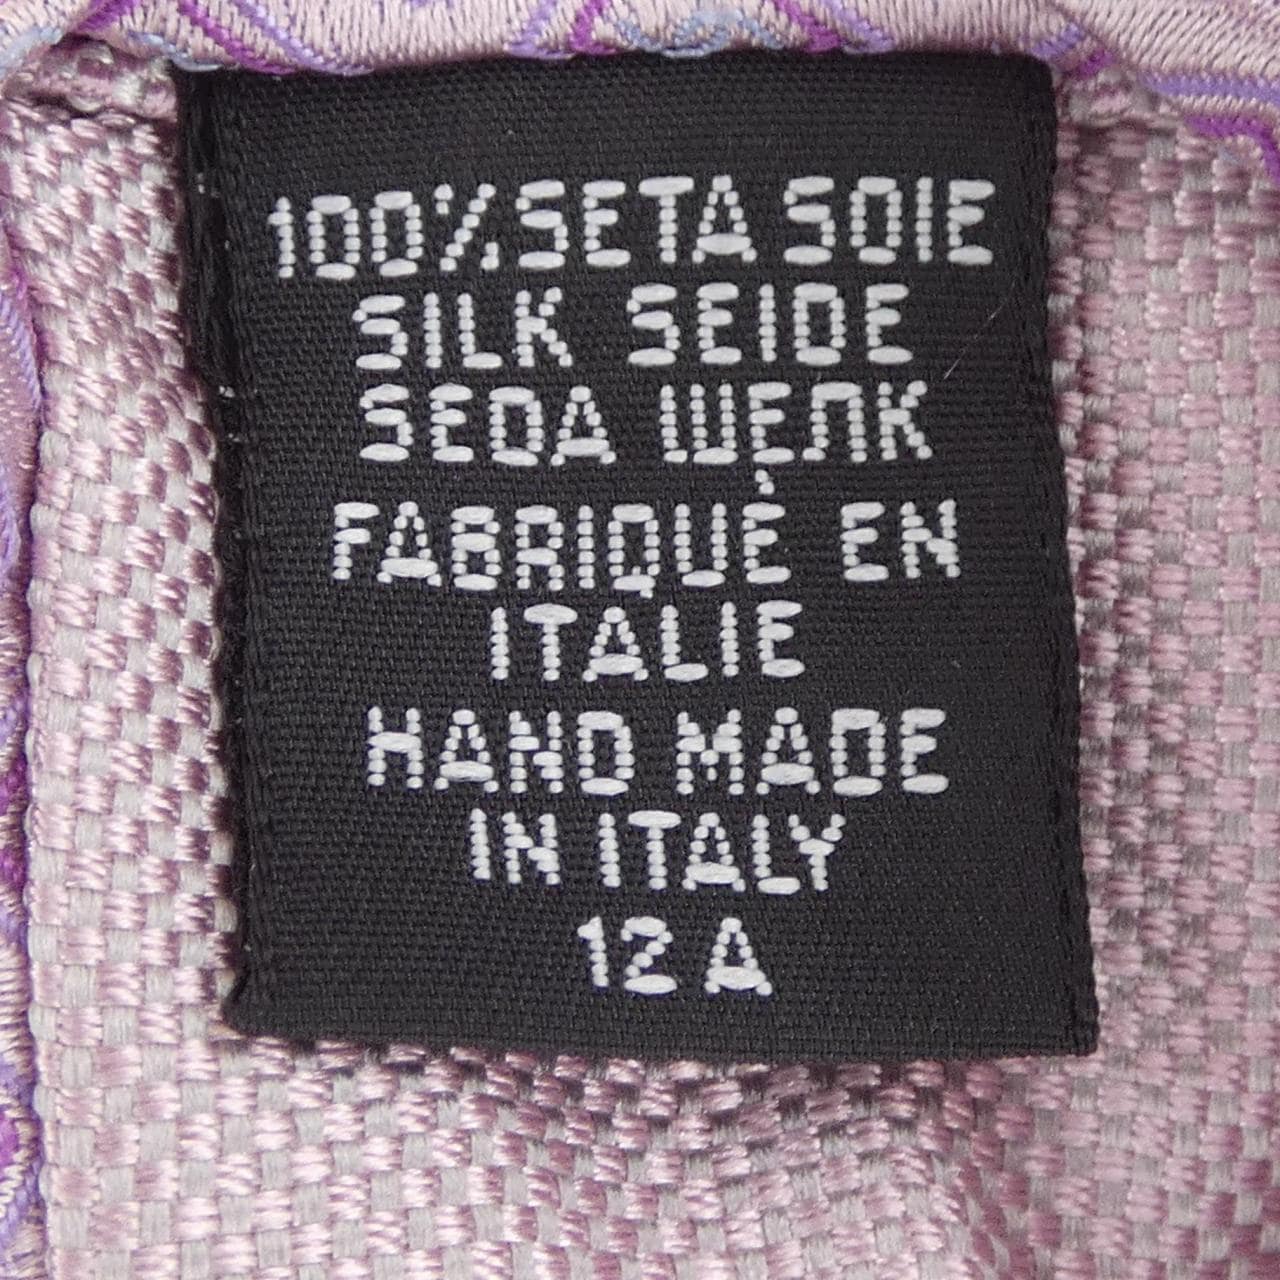 100% SETA SOIE
SILK SEIDE
SEDA ШЕЛК
FABRIQUÉ EN
ITALIE
HAND MADE
IN ITALY
12 A